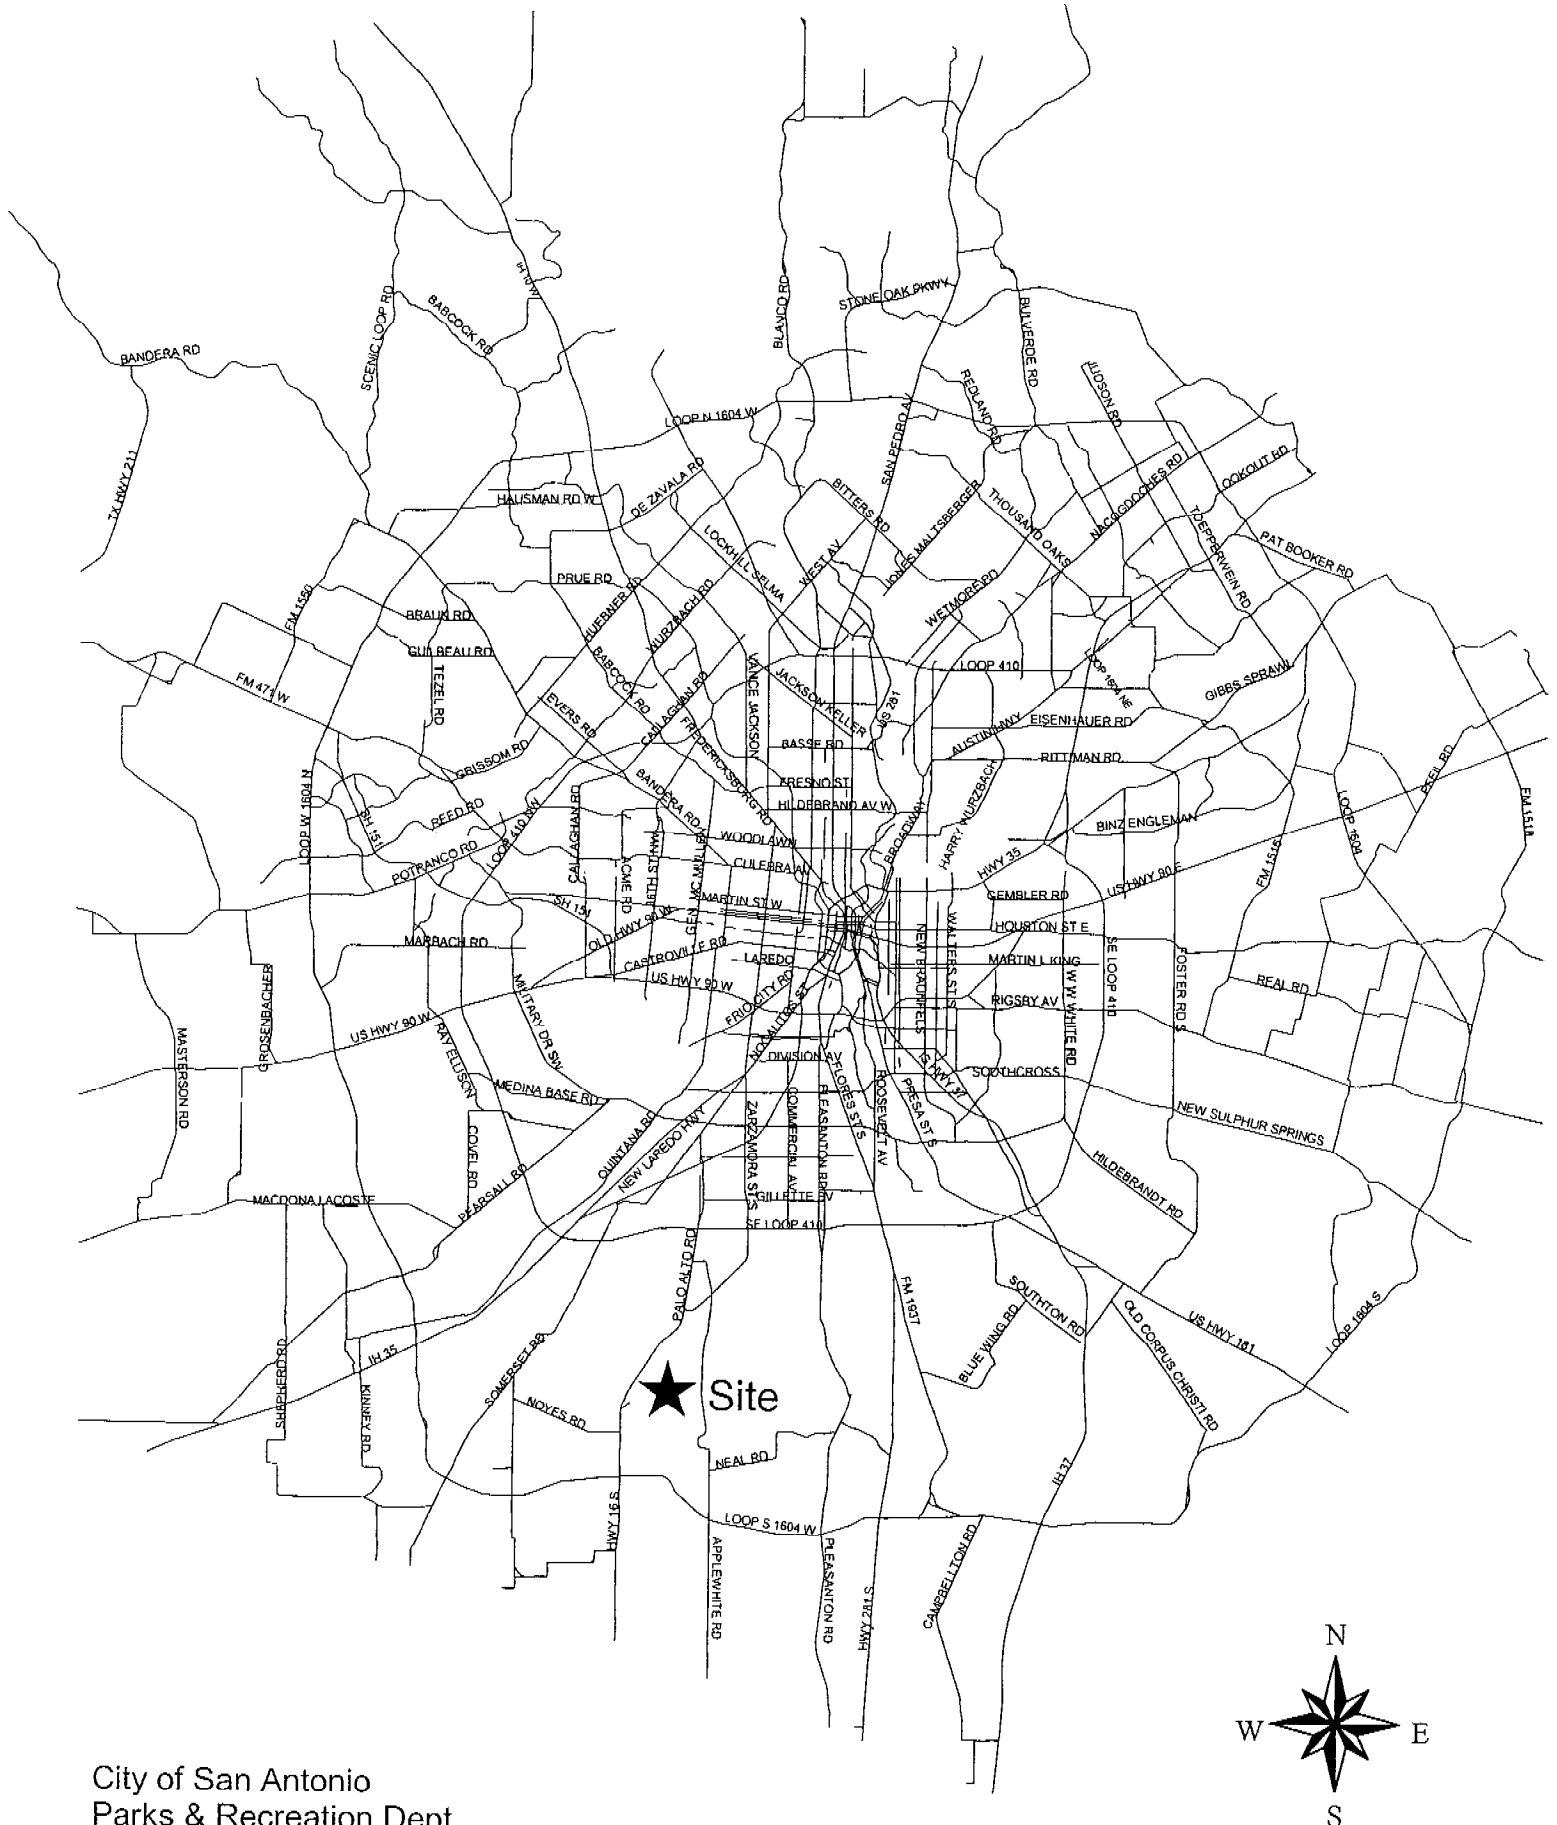 IH 10 W
BLANCO RD
STONE OAK PKWY
BULVERDE RD
SCENIC LOOP RD
BABCOCK RD
BANDERA RD
JUDSON RD
REDLAND RD
LOOP N 1604 W
SAN PEDRO AV
TX HWY 211
DE ZAVALA RD
HAUSMAN RD W
BITTERS RD
JONES MALTSBERGER
THOUSAND OAKS
NACOGDOCHES RD
OOKOUT RD
TOEPPERWEIN RD
PAT BOOKER RD
LOCKHILL SELMA
WEST AV
WETMORE RD
PRUE RD
FM 1560
BRAUN RD
HUEBNER RD
WURZBACH RD
GUILBEAU RD
TEZEL RD
BABCOCK RD
VANCE JACKSON
JACKSON KELLER
US 281
LOOP 410
LOOP 1604 NE
GIBBS SPRAWL
FM 471 W
EVERS RD
CALLAGHAN RD
FREDERICKSBURG RD
AUSTIN HWY
EISENHAUER RD
BASSE RD
RITTIMAN RD
GRISSOM RD
BANDERA RD
FRESNO ST
HILDEBRAND AV W
PFEIL RD
LOOP W 1604 N
SH 151
REED RD
LOOP 410 NW
CALLAGHAN RD
WOODLAWN
BROADWAY
HARRY WURZBACH
BINZ ENGLEMAN
LOOP 1604
FM 1518
POTRANCO RD
ACME RD
36TH ST N W
GEN MC MULLEN
CULEBRA AV
HWY 35
FM 1516
US HWY 90 E
SH 151
MARTIN ST W
GEMBLER RD
OLD HWY 90 W
HOUSTON ST E
MARBACH RD
CASTROVILLE RD
LAREDO
NEW BRAUNFELS
WALTERS ST S
MARTIN L KING
SE LOOP 410
FOSTER RD S
GROSENBACHER
MILITARY DR SW
US HWY 90 W
FRIO CITY RD
NOGALITOS ST
RIGSBY AV
W W WHITE RD
REAL RD
US HWY 90 W
RAY ELLISON
MASTERSON RD
DIVISION AV
IS HWY 37
SOUTHCROSS
MEDINA BASE RD
QUINTANA RD
NEW LAREDO HWY
ZARZAMORA ST S
COMMERCIAL AV
PLEASANTON RD
FLORES ST S
ROOSEVELT AV
PRESA ST S
NEW SULPHUR SPRINGS
COVEL RD
PEARSALL RD
HILDEBRANDT RD
MACDONA LACOSTE
GILLETTE BV
SE LOOP 410
PALO ALTO RD
FM 1937
SOUTHTON RD
BLUE WING RD
OLD CORPUS CHRISTI RD
US HWY 181
LOOP 1604 S
SHEPHERD RD
IH 35
KINNEY RD
SOMERSET RD
NOYES RD
Site
NEAL RD
IH 37
HWY 16 S
LOOP S 1604 W
APPLEWHITE RD
PLEASANTON RD
HWY 281 S
CAMPBELLTON RD
N
W
E
S
City of San Antonio
Parks & Recreation Dept